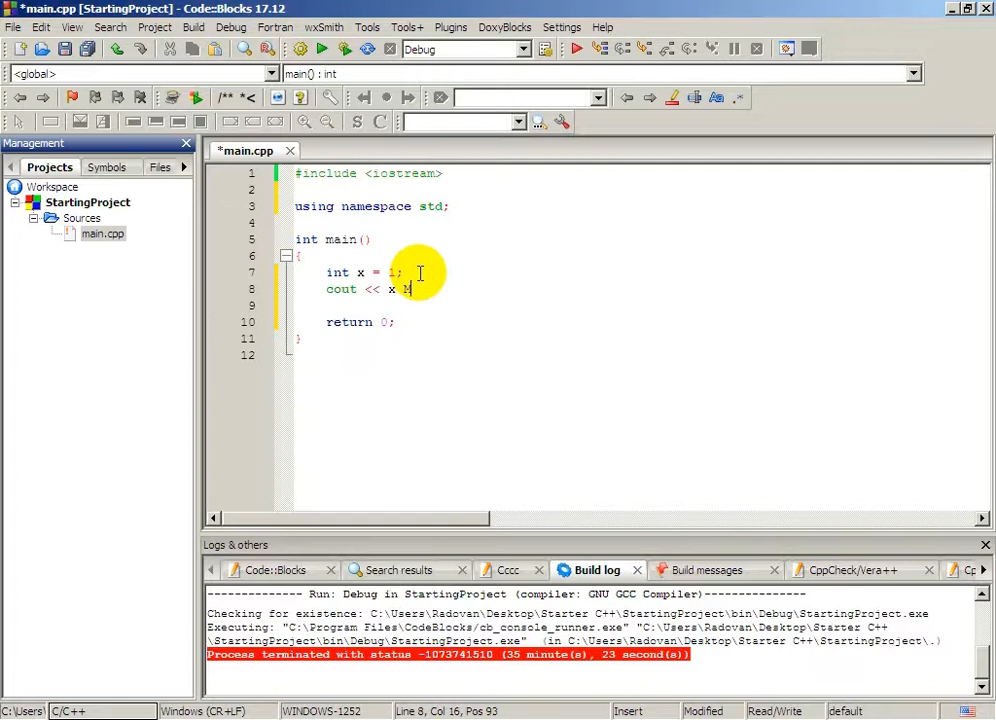 *main.cpp [StartingProject] - Code::Blocks 17.12
File Edit View Search Project Build Debug Fortran wxSmith Tools Tools+ Plugins DoxyBlocks Settings Help
Debug
<global> main() : int
/** *<
S C
Management
*main.cpp
Projects Symbols Files
Workspace
StartingProject
Sources
main.cpp
1 #include <iostream>
2
3 using namespace std;
4
5 int main()
6 {
7 int x = 1;
8 cout << x M
9
10 return 0;
11 }
12
Logs & others
Code::Blocks Search results Cccc Build log Build messages CppCheck/Vera++ Cp
-------------- Run: Debug in StartingProject (compiler: GNU GCC Compiler)---------------
Checking for existence: C:\Users\Radovan\Desktop\Starter C++\StartingProject\bin\Debug\StartingProject.exe
Executing: "C:\Program Files\CodeBlocks/cb_console_runner.exe" "C:\Users\Radovan\Desktop\Starter C++
\StartingProject\bin\Debug\StartingProject.exe" (in C:\Users\Radovan\Desktop\Starter C++\StartingProject\.)
Process terminated with status -1073741510 (35 minute(s), 23 second(s))
C:\Users\ C/C++ Windows (CR+LF) WINDOWS-1252 Line 8, Col 16, Pos 93 Insert Modified Read/Write default